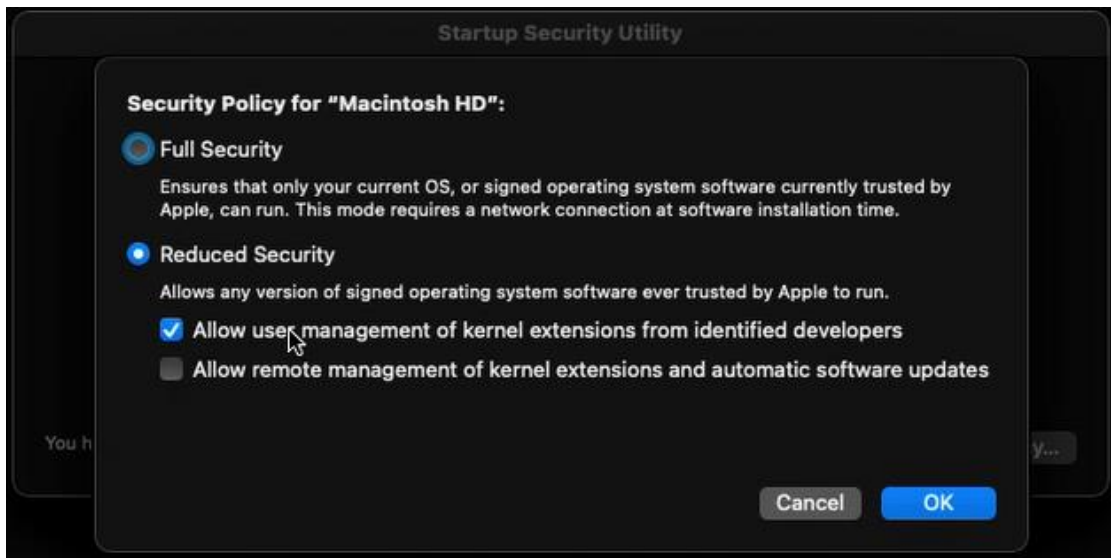 Startup Security Utility
Security Policy for “Macintosh HD”:
Full Security
Ensures that only your current OS, or signed operating system software currently trusted by
Apple, can run. This mode requires a network connection at software installation time.
Reduced Security
Allows any version of signed operating system software ever trusted by Apple to run.
Allow user management of kernel extensions from identified developers
Allow remote management of kernel extensions and automatic software updates
You
Cancel
OK